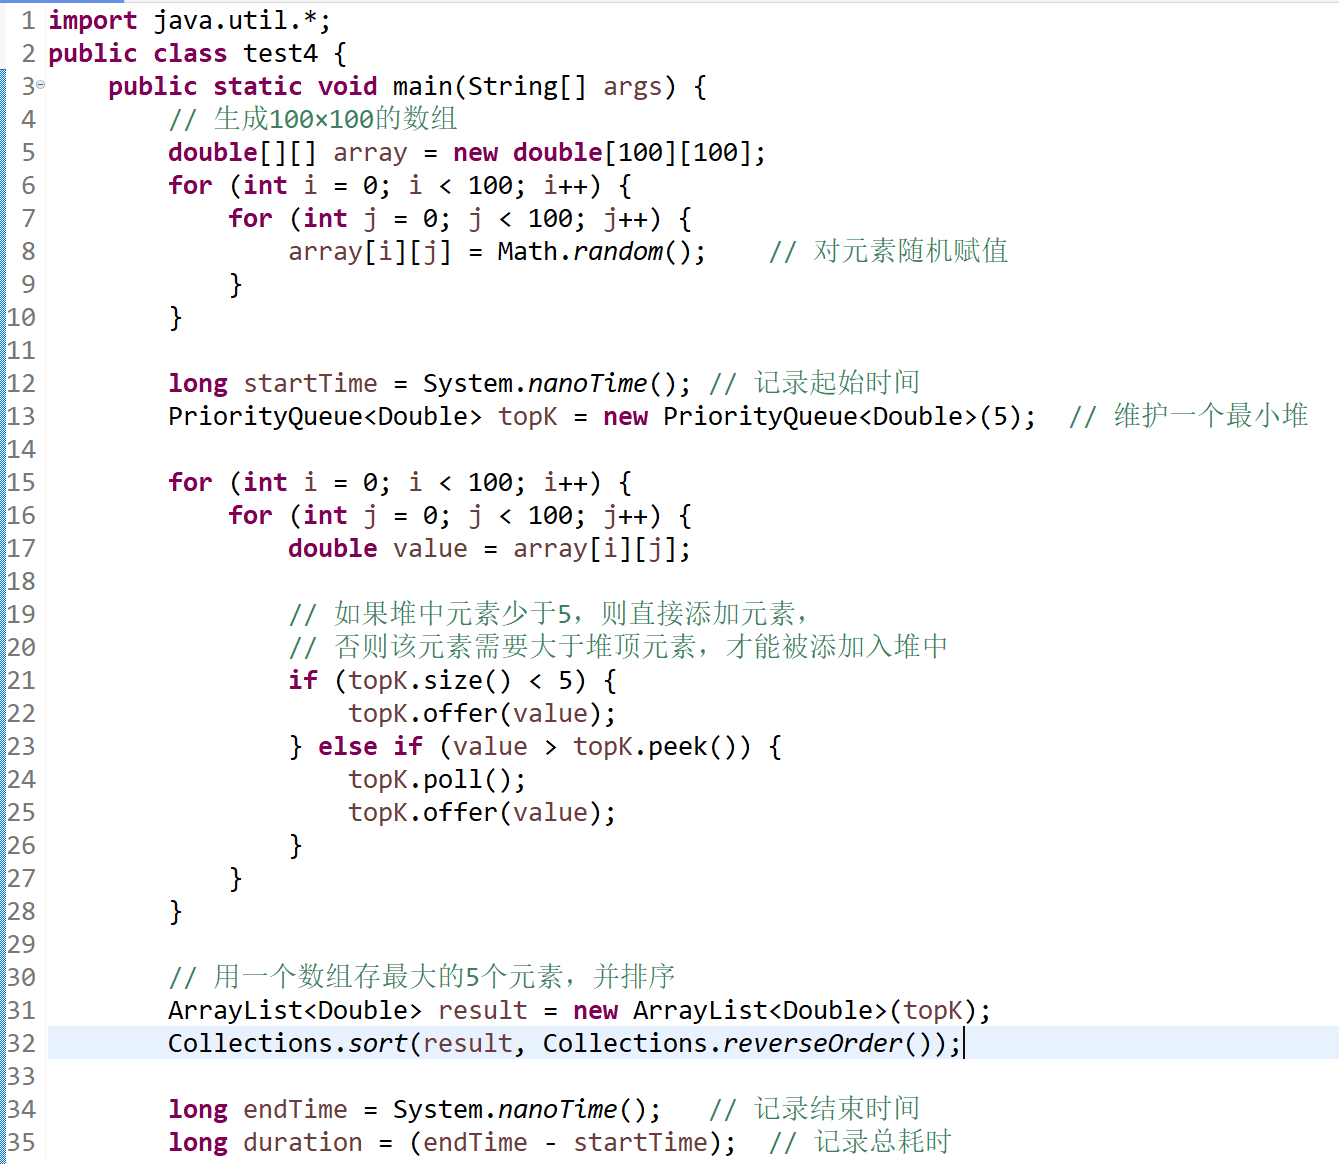 1 import java.util.*;
2 public class test4 {
3     public static void main(String[] args) {
4         // 生成100×100的数组
5         double[][] array = new double[100][100];
6         for (int i = 0; i < 100; i++) {
7             for (int j = 0; j < 100; j++) {
8                 array[i][j] = Math.random();    // 对元素随机赋值
9             }
10         }
11
12         long startTime = System.nanoTime(); // 记录起始时间
13         PriorityQueue<Double> topK = new PriorityQueue<Double>(5);  // 维护一个最小堆
14
15         for (int i = 0; i < 100; i++) {
16             for (int j = 0; j < 100; j++) {
17                 double value = array[i][j];
18
19                 // 如果堆中元素少于5，则直接添加元素，
20                 // 否则该元素需要大于堆顶元素，才能被添加入堆中
21                 if (topK.size() < 5) {
22                     topK.offer(value);
23                 } else if (value > topK.peek()) {
24                     topK.poll();
25                     topK.offer(value);
26                 }
27             }
28         }
29
30         // 用一个数组存最大的5个元素，并排序
31         ArrayList<Double> result = new ArrayList<Double>(topK);
32         Collections.sort(result, Collections.reverseOrder());
33
34         long endTime = System.nanoTime();   // 记录结束时间
35         long duration = (endTime - startTime);  // 记录总耗时